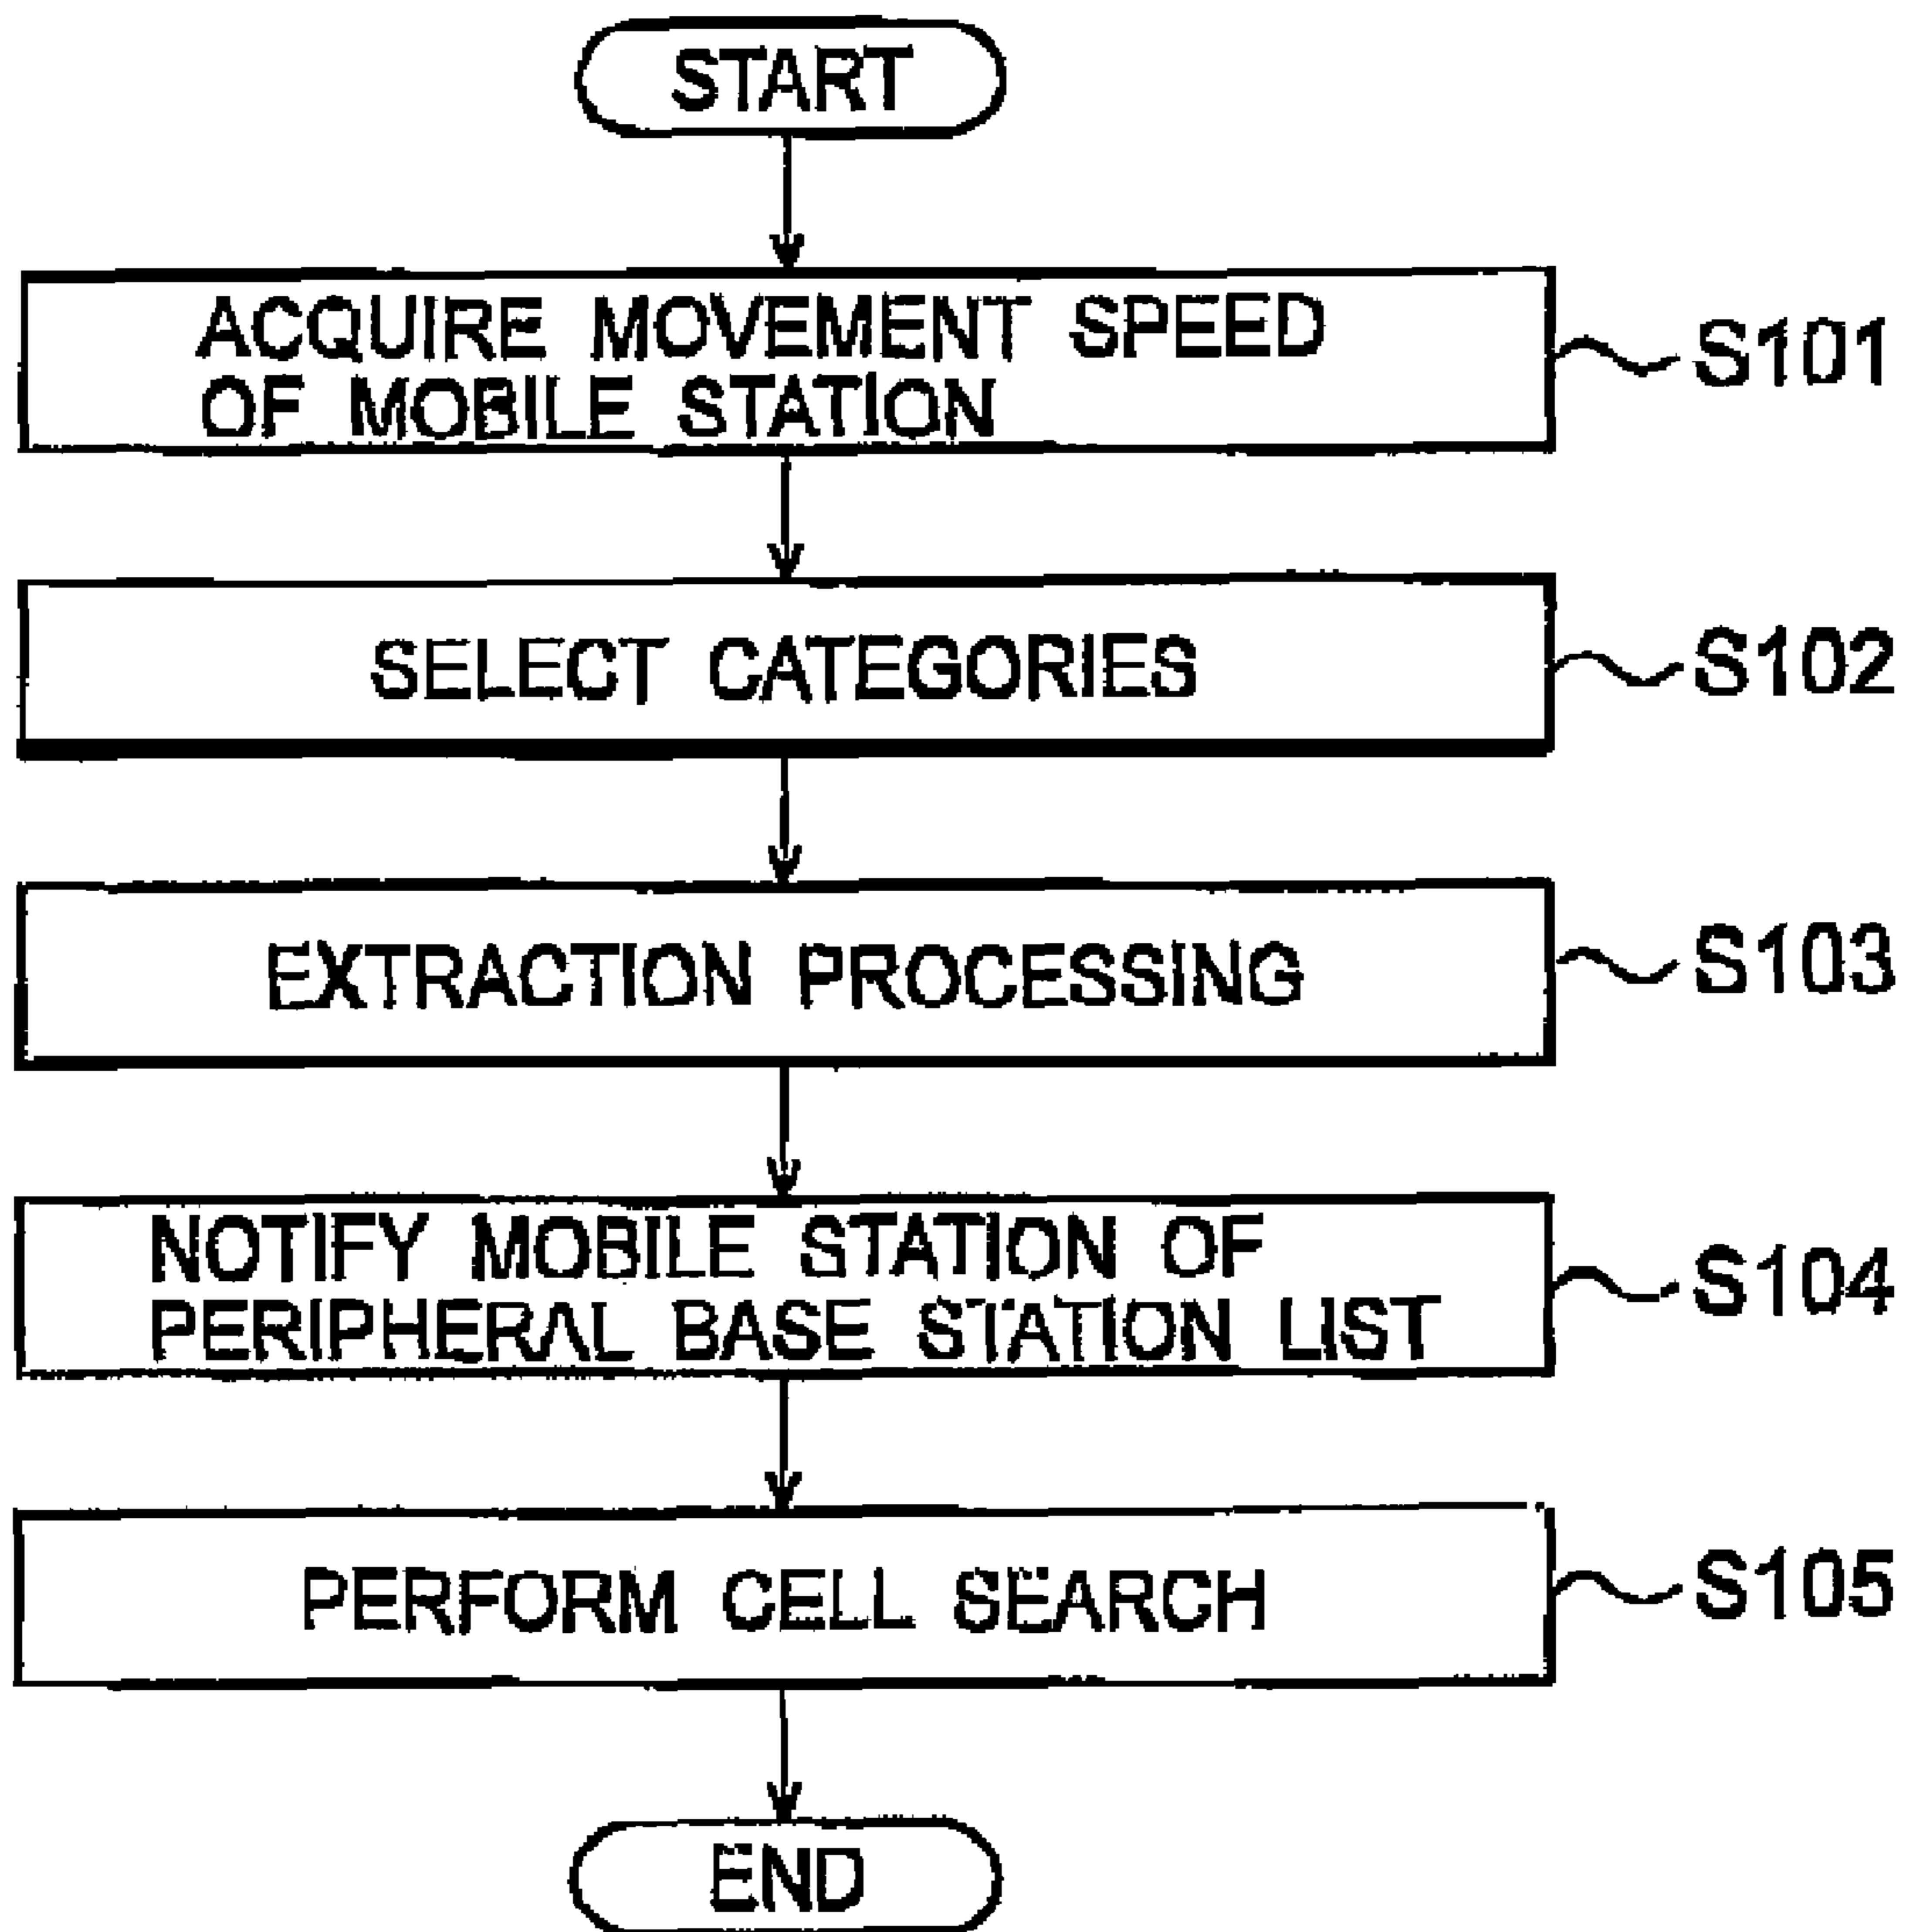 START
ACQUIRE MOVEMENT SPEED
OF MOBILE STATION
S101
SELECT CATEGORIES
S102
EXTRACTION PROCESSING
S103
NOTIFY MOBILE STATION OF
PERIPHERAL BASE STATION LIST
S104
PERFORM CELL SEARCH
S105
END